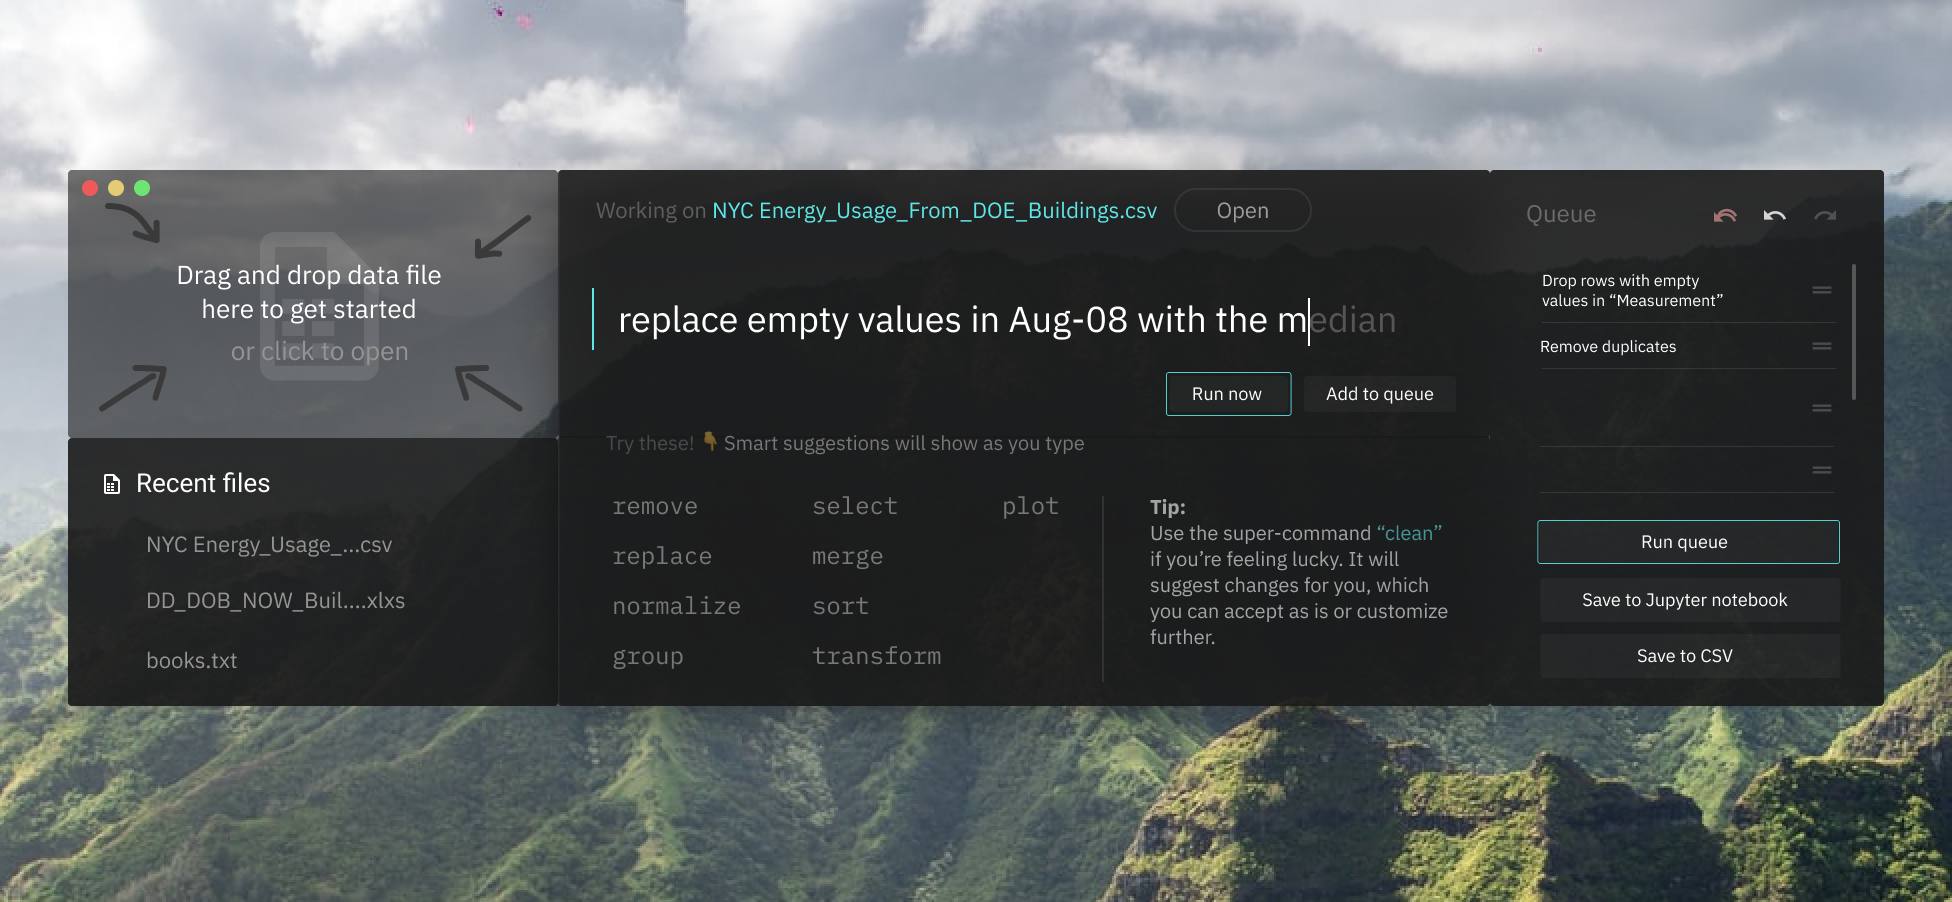 Drag and drop data file
here to get started
or click to open
Recent files
NYC Energy_Usage_...csv
DD_DOB_NOW_Buil....xlxs
books.txt
Working on NYC Energy_Usage_From_DOE_Buildings.csv
Open
replace empty values in Aug-08 with the median
Run now
Add to queue
Try these! 👇 Smart suggestions will show as you type
remove
select
plot
replace
merge
normalize
sort
group
transform
Tip:
Use the super-command “clean”
if you’re feeling lucky. It will
suggest changes for you, which
you can accept as is or customize
further.
Queue
Drop rows with empty
values in “Measurement”
Remove duplicates
Run queue
Save to Jupyter notebook
Save to CSV